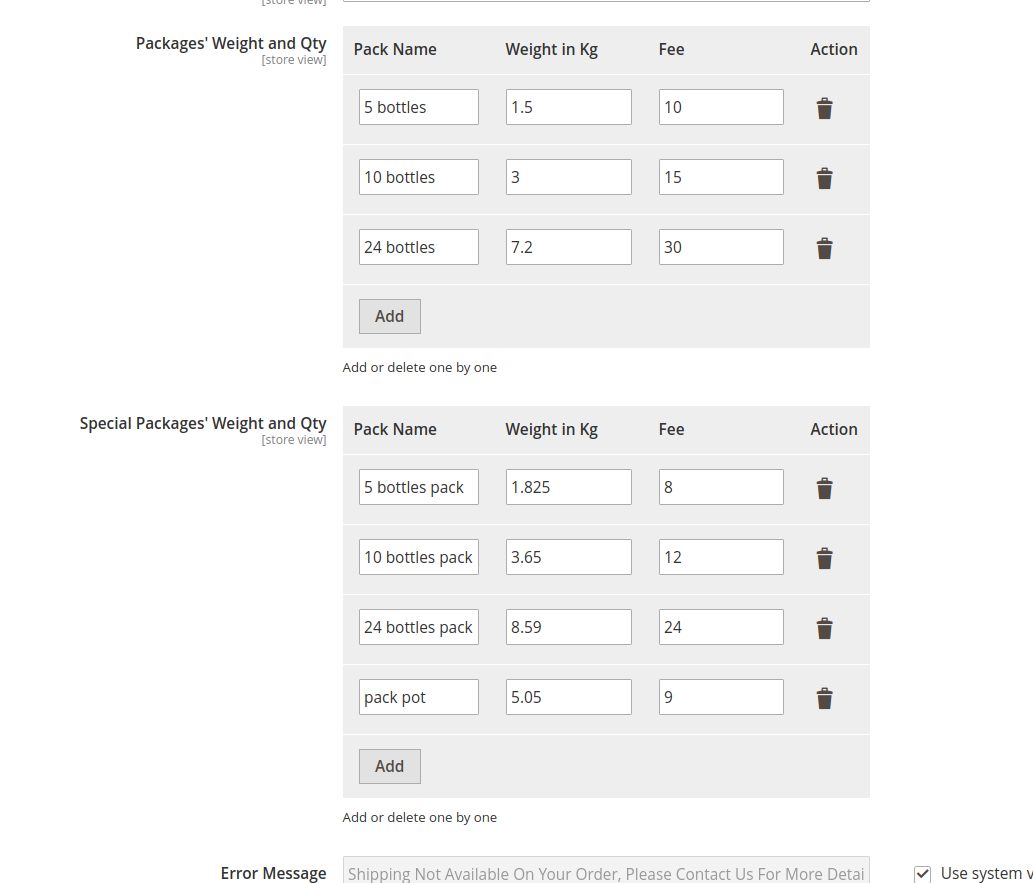 [store view]
Packages' Weight and Qty
[store view]
Pack Name Weight in Kg Fee Action
5 bottles 1.5 10
10 bottles 3 15
24 bottles 7.2 30
Add
Add or delete one by one
Special Packages' Weight and Qty
[store view]
Pack Name Weight in Kg Fee Action
5 bottles pack 1.825 8
10 bottles pack 3.65 12
24 bottles pack 8.59 24
pack pot 5.05 9
Add
Add or delete one by one
Error Message Shipping Not Available On Your Order, Please Contact Us For More Detai Use system